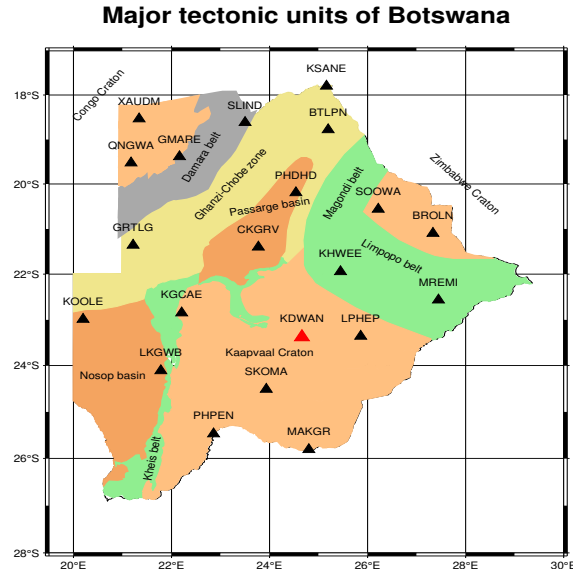 Major tectonic units of Botswana
KSANE
18°S
Congo Craton
XAUDM
SLIND
BTLPN
GMARE
QNGWA
Damara belt
Ghanzi-Chobe zone
Zimbabwe Craton
20°S
PHDHD
Magondi belt
SOOWA
Passarge basin
BROLN
GRTLG
CKGRV
KHWEE
Limpopo belt
22°S
MREMI
KOOLE
KGCAE
KDWAN
LPHEP
LKGWB
Kaapvaal Craton
24°S
Nosop basin
SKOMA
PHPEN
MAKGR
Kheis belt
26°S
28°S
20°E
22°E
24°E
26°E
28°E
30°E